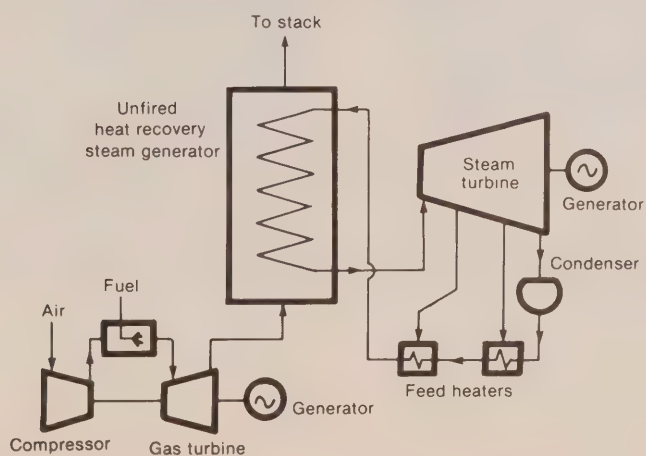 To stack
Unfired
heat recovery
steam generator
Steam
turbine
Generator
Condenser
Fuel
Air
Feed heaters
Generator
Compressor
Gas turbine